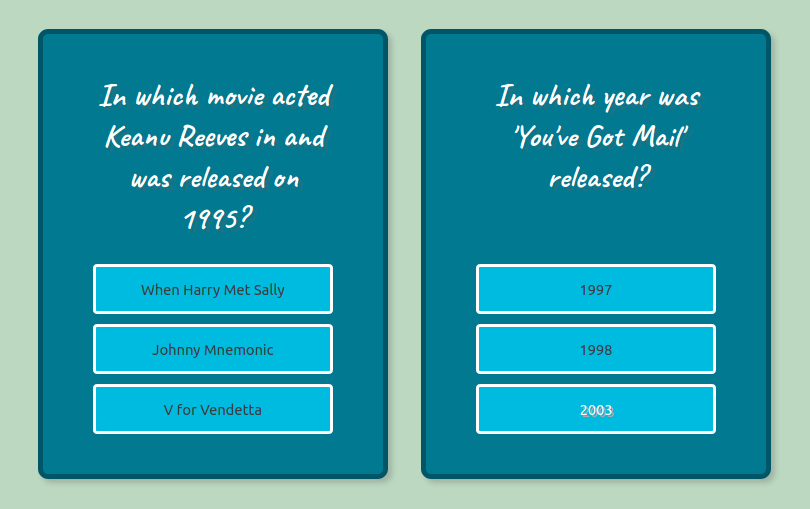 In which movie acted
Keanu Reeves in and
was released on
1995?
When Harry Met Sally
Johnny Mnemonic
V for Vendetta
In which year was
'You've Got Mail'
released?
1997
1998
2003